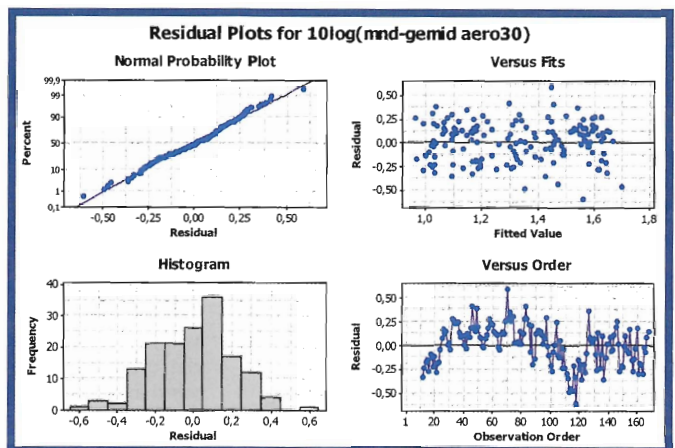 Residual Plots for 10log(mnd-gemid aero30)
Normal Probability Plot
Versus Fits
99,9
99
90
50
10
1
0,1
Percent
-0,50 -0,25 0,00 0,25 0,50
Residual
0,50
0,25
0,00
-0,25
-0,50
Residual
1,0 1,2 1,4 1,6 1,8
Fitted Value
Histogram
Versus Order
40
30
20
10
0
Frequency
-0,6 -0,4 -0,2 0,0 0,2 0,4 0,6
Residual
0,50
0,25
0,00
-0,25
-0,50
Residual
1 20 40 60 80 100 120 140 160
Observation Order